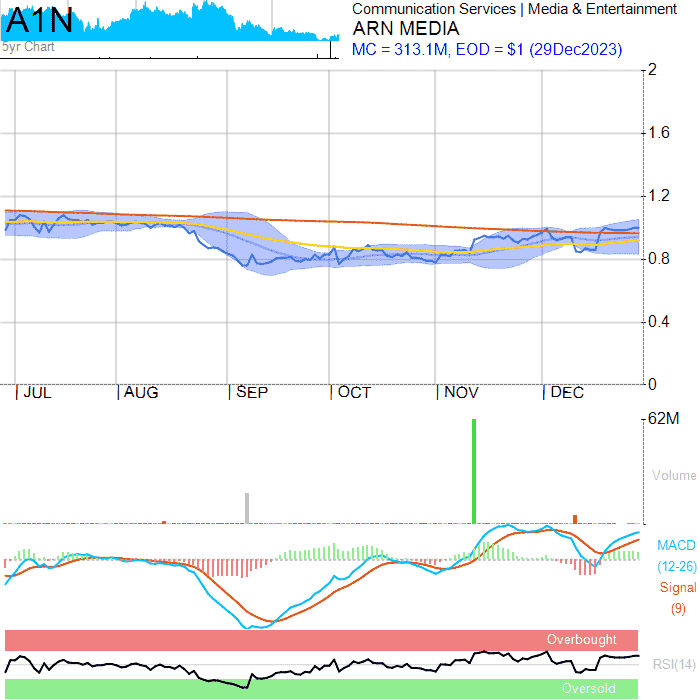 A1N
5yr Chart
Communication Services | Media & Entertainment
ARN MEDIA
MC = 313.1M, EOD = $1 (29Dec2023)
2
1.6
1.2
0.8
0.4
0
JUL AUG SEP OCT NOV DEC
62M
Volume
MACD
(12-26)
Signal
(9)
Overbought
RSI(14)
Oversold